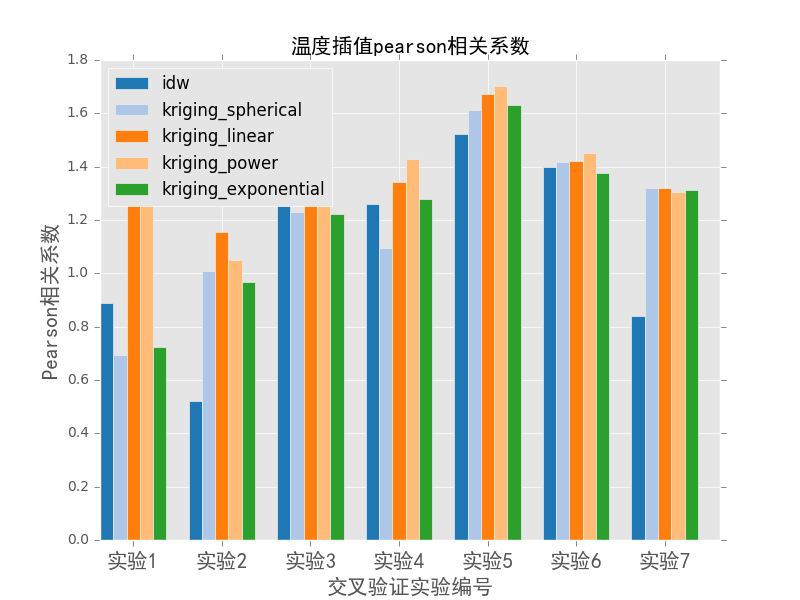 温度插值pearson相关系数
1.8
1.6
1.4
1.2
1.0
0.8
0.6
0.4
0.2
0.0
Pearson相关系数
idw
kriging_spherical
kriging_linear
kriging_power
kriging_exponential
实验1 实验2 实验3 实验4 实验5 实验6 实验7
交叉验证实验编号